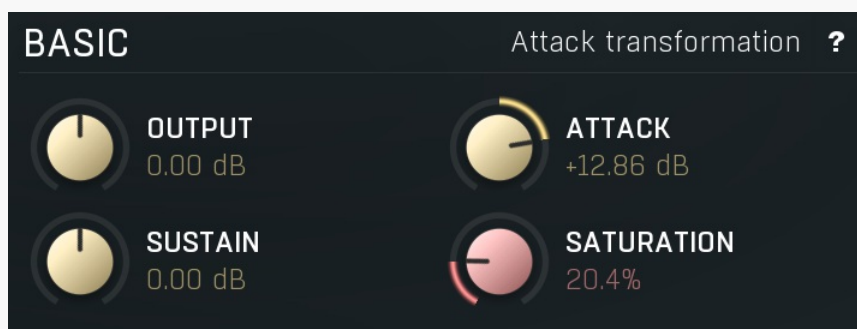 BASIC
Attack transformation ?
OUTPUT
0.00 dB
ATTACK
+12.86 dB
SUSTAIN
0.00 dB
SATURATION
20.4%